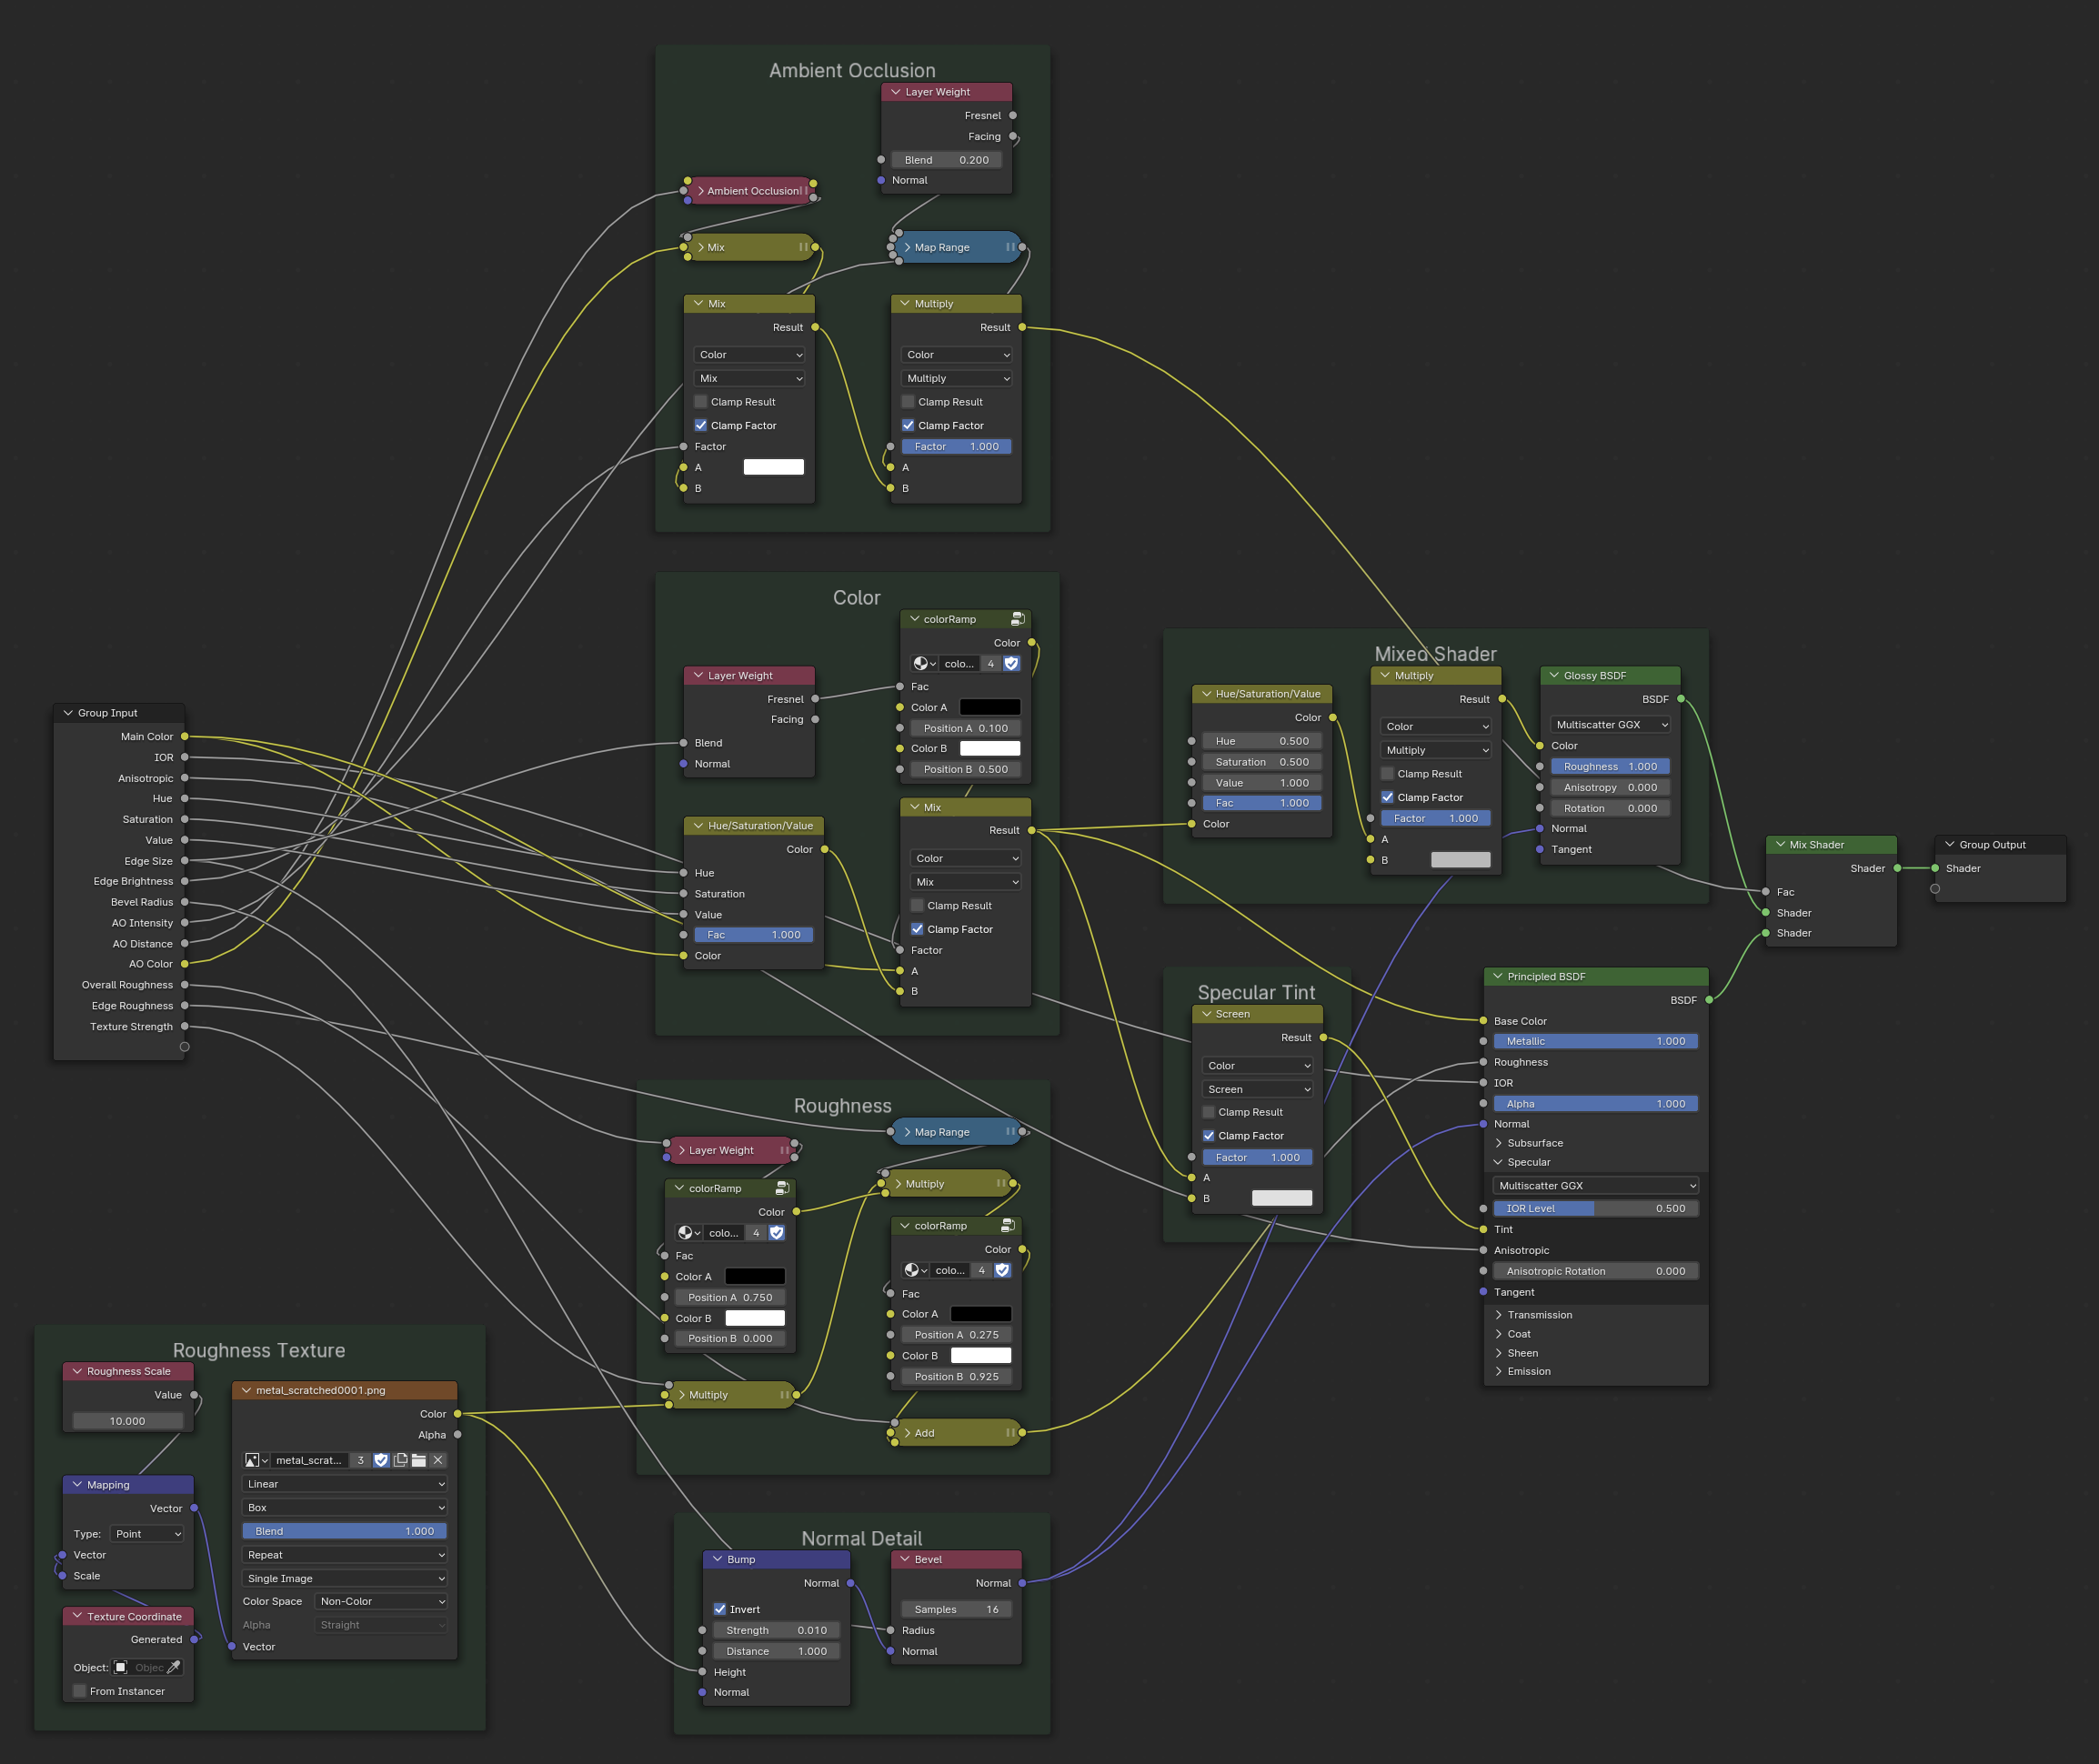 Ambient Occlusion
Layer Weight
Fresnel
Facing
Blend 0.200
Normal
Ambient Occlusion
Mix
Map Range
Mix
Result
Color
Mix
Clamp Result
Clamp Factor
Factor
A
B
Multiply
Result
Color
Multiply
Clamp Result
Clamp Factor
Factor 1.000
A
B
Group Input
Main Color
IOR
Anisotropic
Hue
Saturation
Value
Edge Size
Edge Brightness
Bevel Radius
AO Intensity
AO Distance
AO Color
Overall Roughness
Edge Roughness
Texture Strength
Color
Layer Weight
Fresnel
Facing
Blend
Normal
colorRamp
Color
colo... 4
Fac
Color A
Position A 0.100
Color B
Position B 0.500
Hue/Saturation/Value
Color
Hue
Saturation
Value
Fac 1.000
Color
Mix
Result
Color
Mix
Clamp Result
Clamp Factor
Factor
A
B
Mixed Shader
Hue/Saturation/Value
Color
Hue 0.500
Saturation 0.500
Value 1.000
Fac 1.000
Color
Multiply
Result
Color
Multiply
Clamp Result
Clamp Factor
Factor 1.000
A
B
Glossy BSDF
BSDF
Multiscatter GGX
Color
Roughness 1.000
Anisotropy 0.000
Rotation 0.000
Normal
Tangent
Mix Shader
Shader
Fac
Shader
Shader
Group Output
Shader
Specular Tint
Screen
Result
Color
Screen
Clamp Result
Clamp Factor
Factor 1.000
A
B
Principled BSDF
BSDF
Base Color
Metallic 1.000
Roughness
IOR
Alpha 1.000
Normal
Subsurface
Specular
Multiscatter GGX
IOR Level 0.500
Tint
Anisotropic
Anisotropic Rotation 0.000
Tangent
Transmission
Coat
Sheen
Emission
Roughness
Layer Weight
Map Range
colorRamp
Color
colo... 4
Fac
Color A
Position A 0.750
Color B
Position B 0.000
Multiply
Multiply
colorRamp
Color
colo... 4
Fac
Color A
Position A 0.275
Color B
Position B 0.925
Add
Roughness Texture
Roughness Scale
Value
10.000
Mapping
Vector
Type: Point
Vector
Scale
Texture Coordinate
Generated
Object: Objec
From Instancer
metal_scratched0001.png
Color
Alpha
metal_scrat... 3
Linear
Box
Blend 1.000
Repeat
Single Image
Color Space Non-Color
Alpha Straight
Vector
Normal Detail
Bump
Normal
Invert
Strength 0.010
Distance 1.000
Height
Normal
Bevel
Normal
Samples 16
Radius
Normal